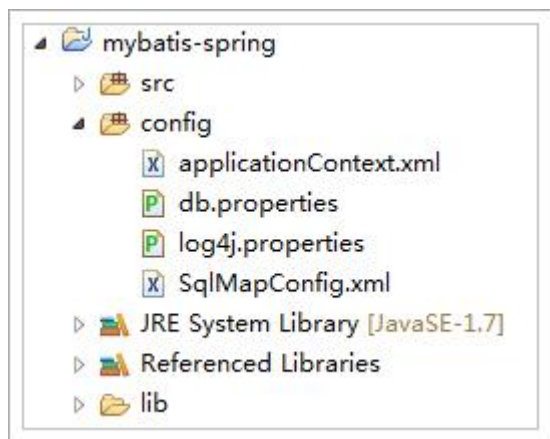 mybatis-spring
src
config
applicationContext.xml
db.properties
log4j.properties
SqlMapConfig.xml
JRE System Library [JavaSE-1.7]
Referenced Libraries
lib